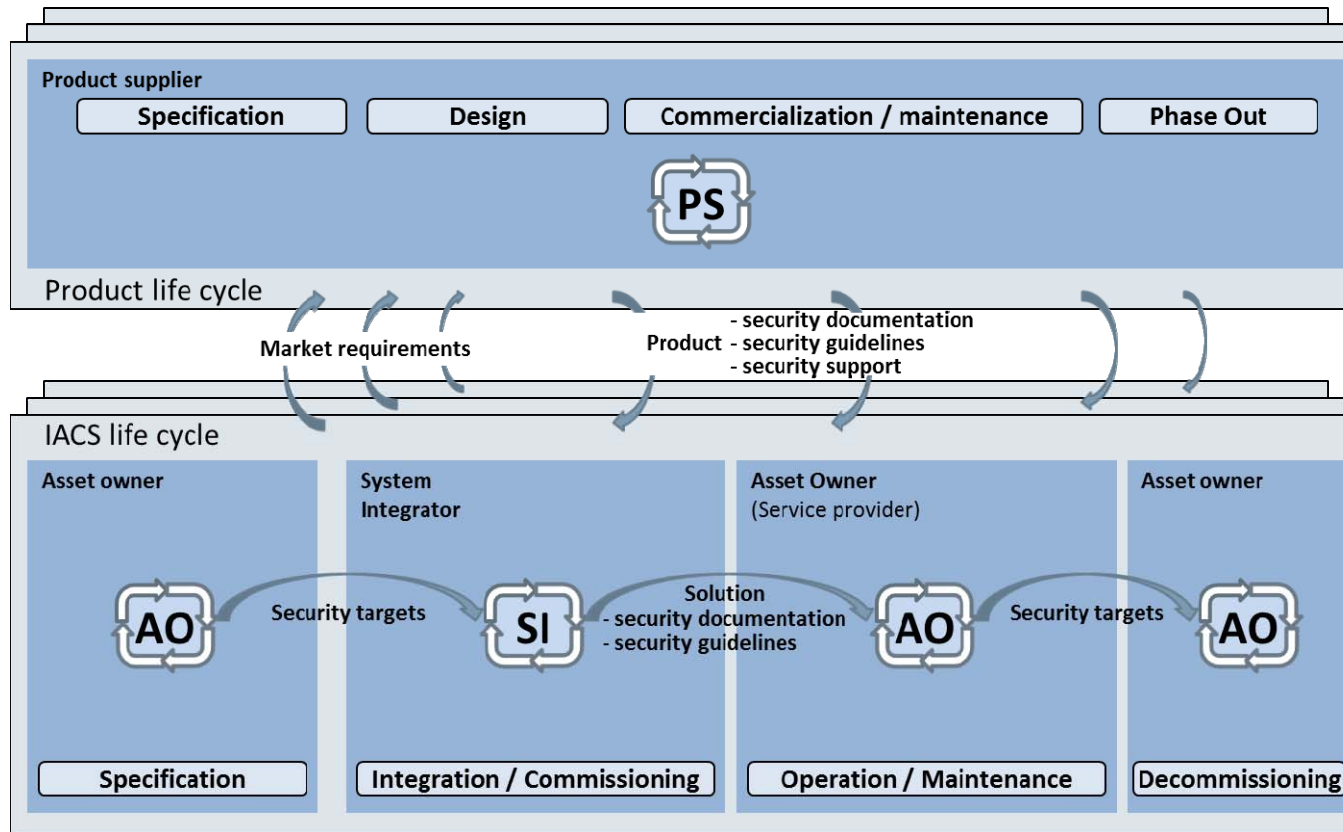 Product supplier
Specification
Design
Commercialization / maintenance
Phase Out
PS
Product life cycle
Market requirements
Product
- security documentation
- security guidelines
- security support
IACS life cycle
Asset owner
System
Integrator
Asset Owner
(Service provider)
Asset owner
AO
Security targets
SI
Solution
- security documentation
- security guidelines
AO
Security targets
AO
Specification
Integration / Commissioning
Operation / Maintenance
Decommissioning